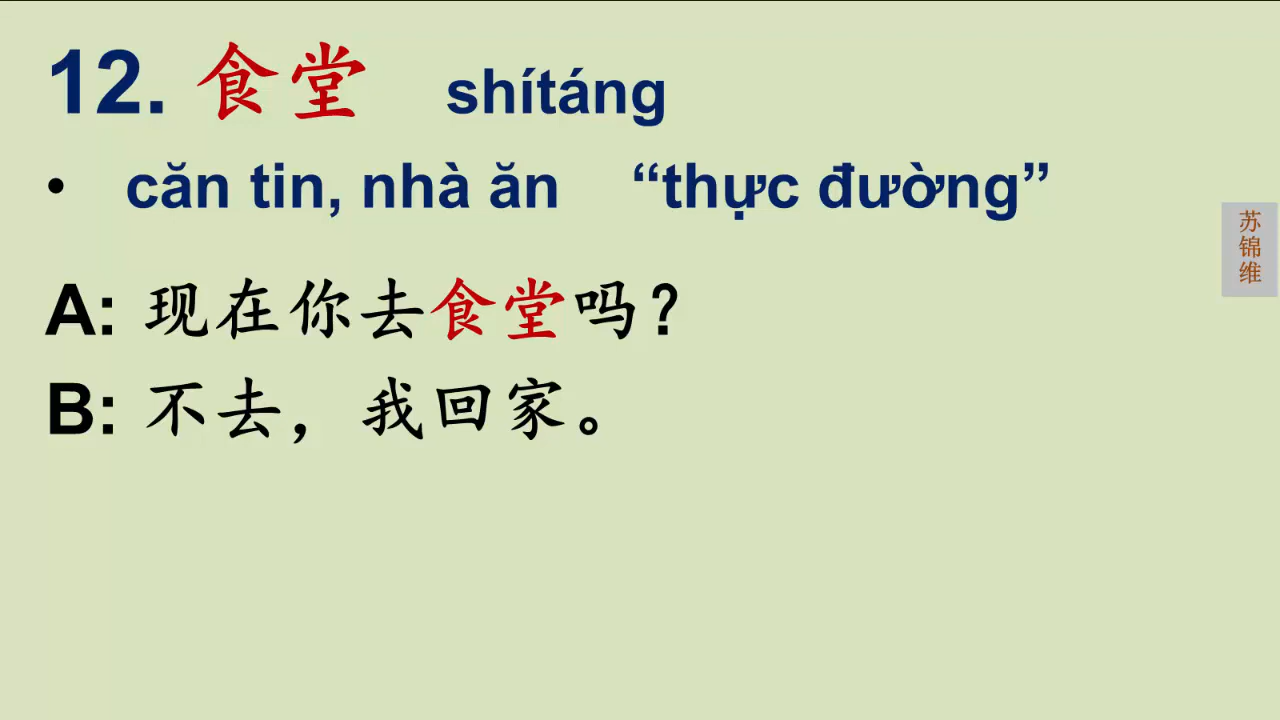 12. 食堂 shítáng
• căn tin, nhà ăn “thực đường”
A: 现在你去食堂吗？
B: 不去，我回家。
苏
锦
维